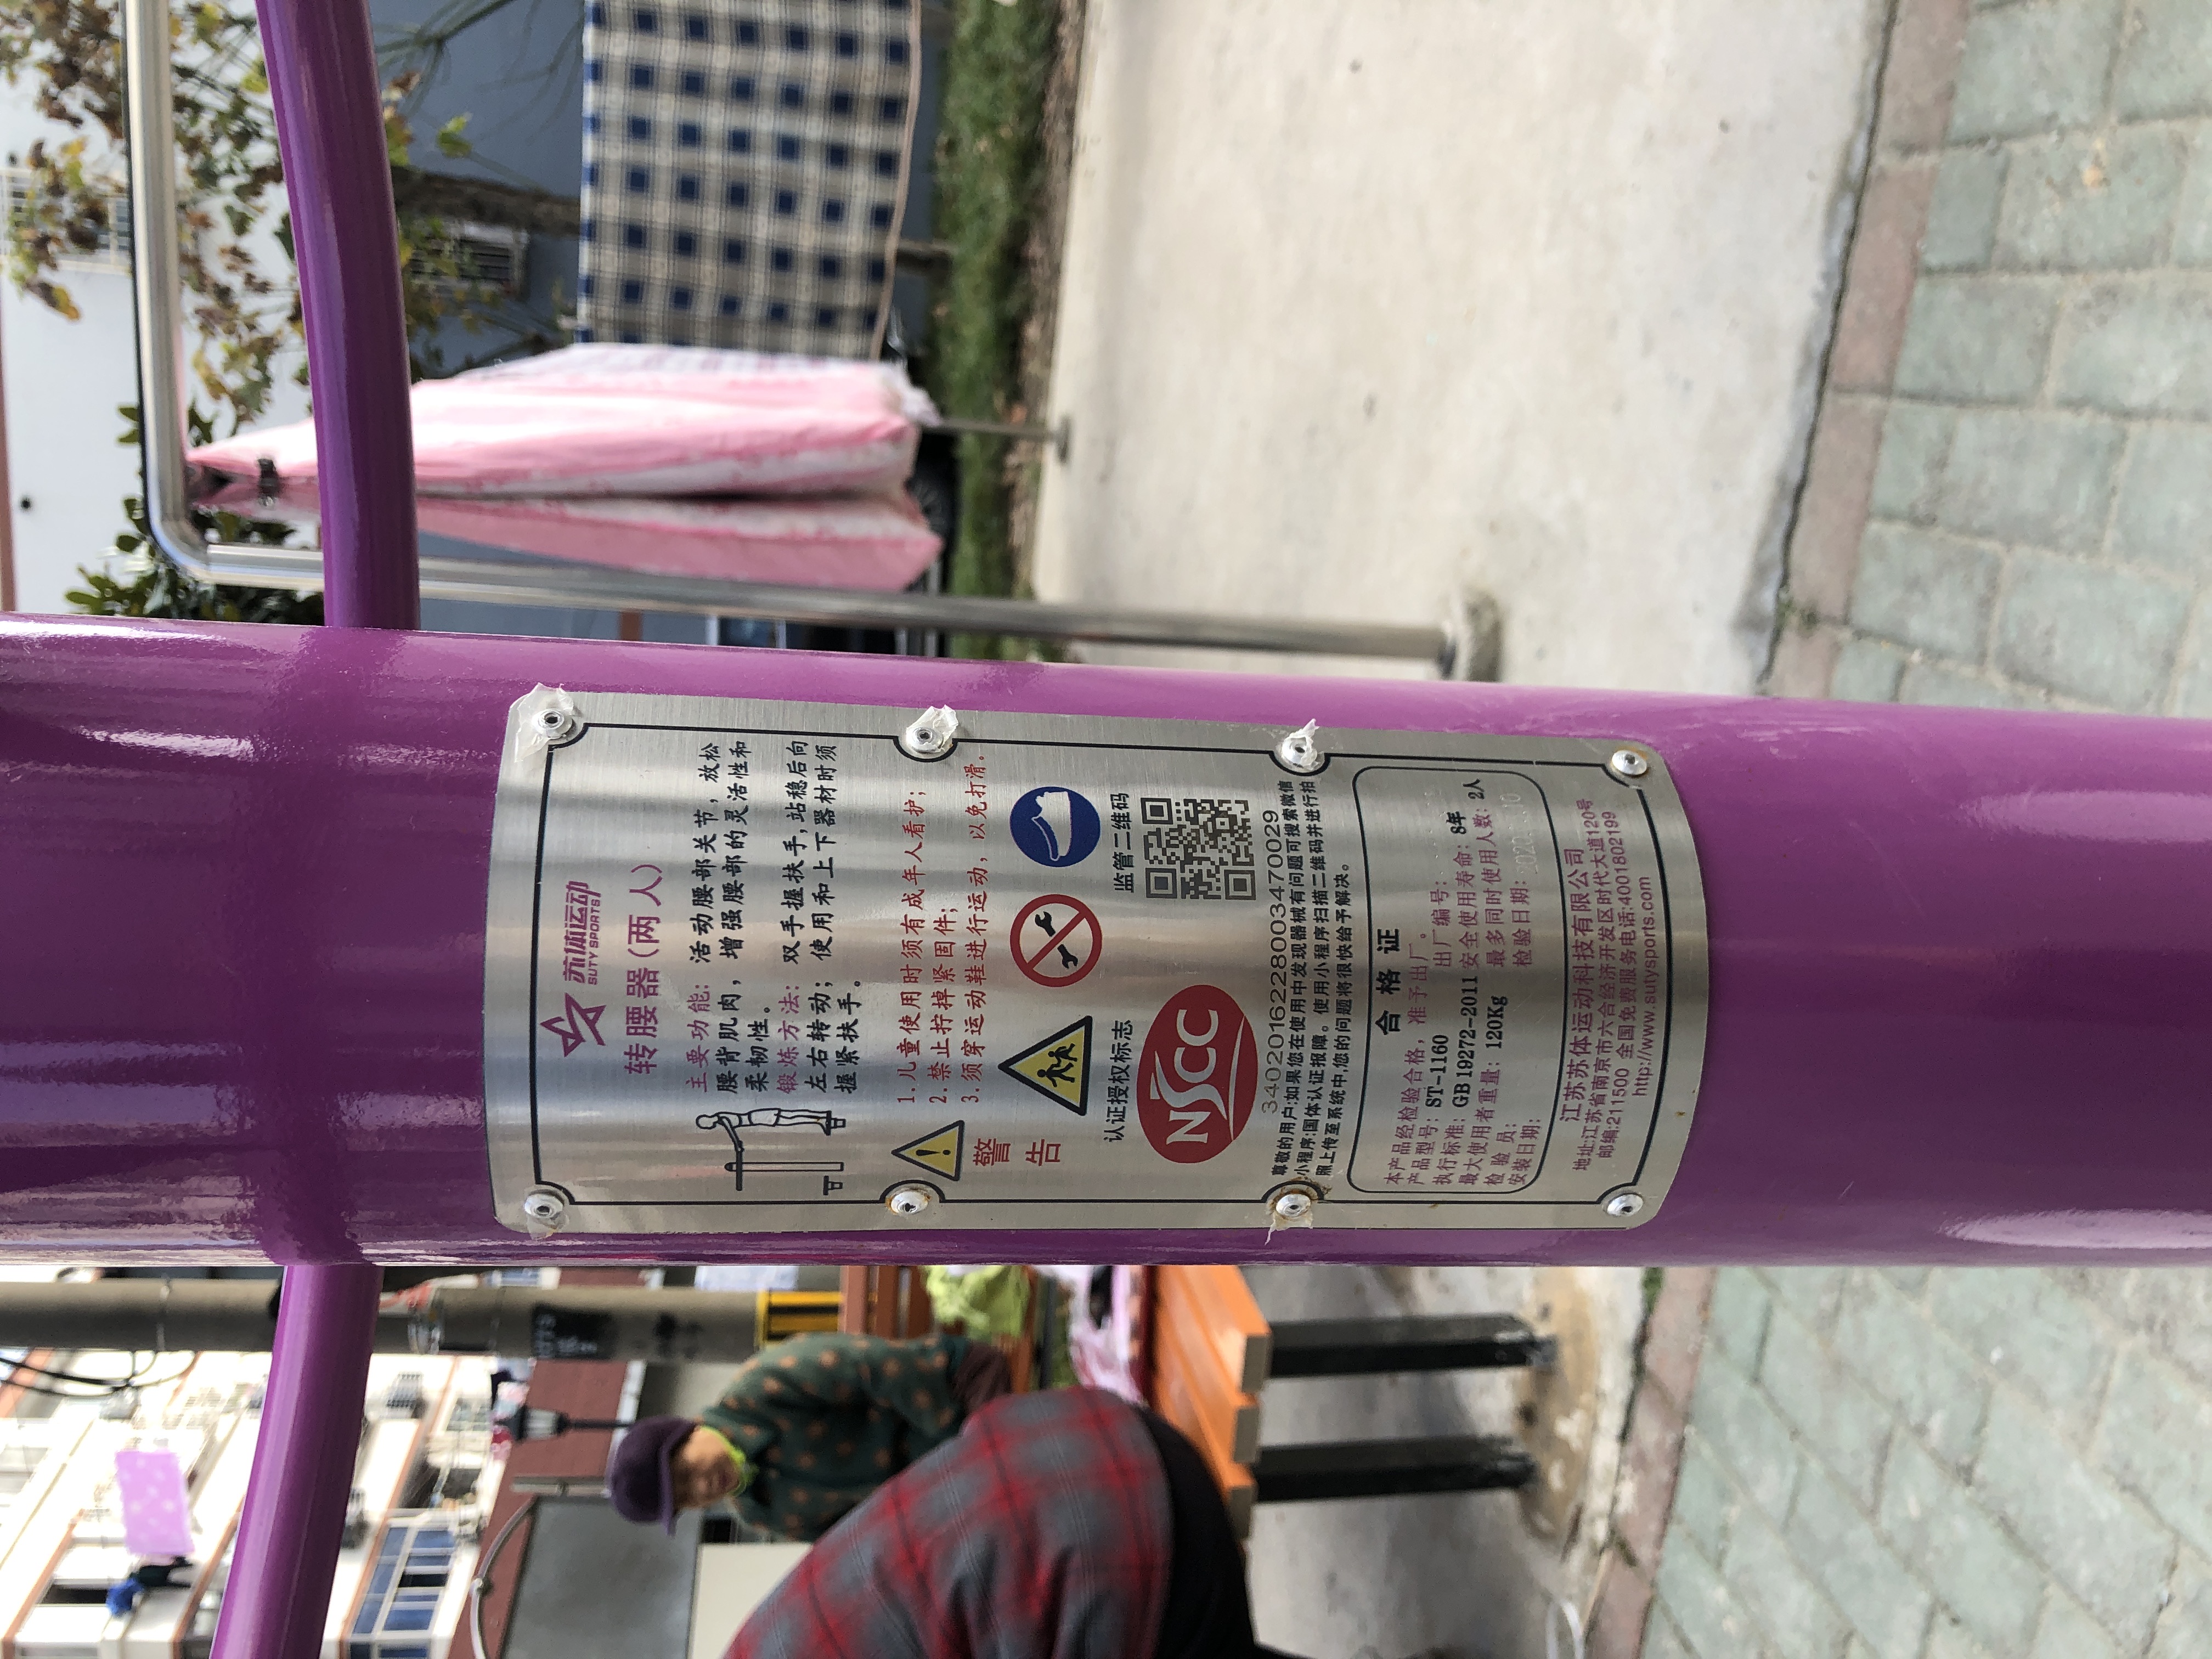 苏体运动
SUTY SPORTS
转腰器(两人)
主要功能: 活动腰部关节,放松
腰背肌肉,增强腰部的灵活性和
柔韧性。
锻炼方法: 双手握扶手,站稳后向
左右转动;使用和上下器材时须
握紧扶手。
警告
1.儿童使用时须有成年人看护;
2.禁止拧掉紧固件;
3.须穿运动鞋进行运动,以免打滑。
认证授权标志
NSCC
监管二维码
3402016228003470029
尊敬的用户:如果您在使用中发现器械有问题可搜索微信
小程序:国体认证报障。使用小程序扫描二维码并进行拍
照上传至系统中,您的问题将很快给予解决。
合格证
本产品经检验合格,准予出厂。
产品型号: ST-1160 出厂编号:
执行标准: GB19272-2011 安全使用寿命: 8年
最大使用者重量: 120Kg 最多同时使用人数: 2人
检验员: 检验日期:
安装日期:
江苏苏体运动科技有限公司
地址:江苏省南京市六合经济开发区时代大道120号
邮编:211500 全国免费服务电话:4001802199
http://www.sutysports.com